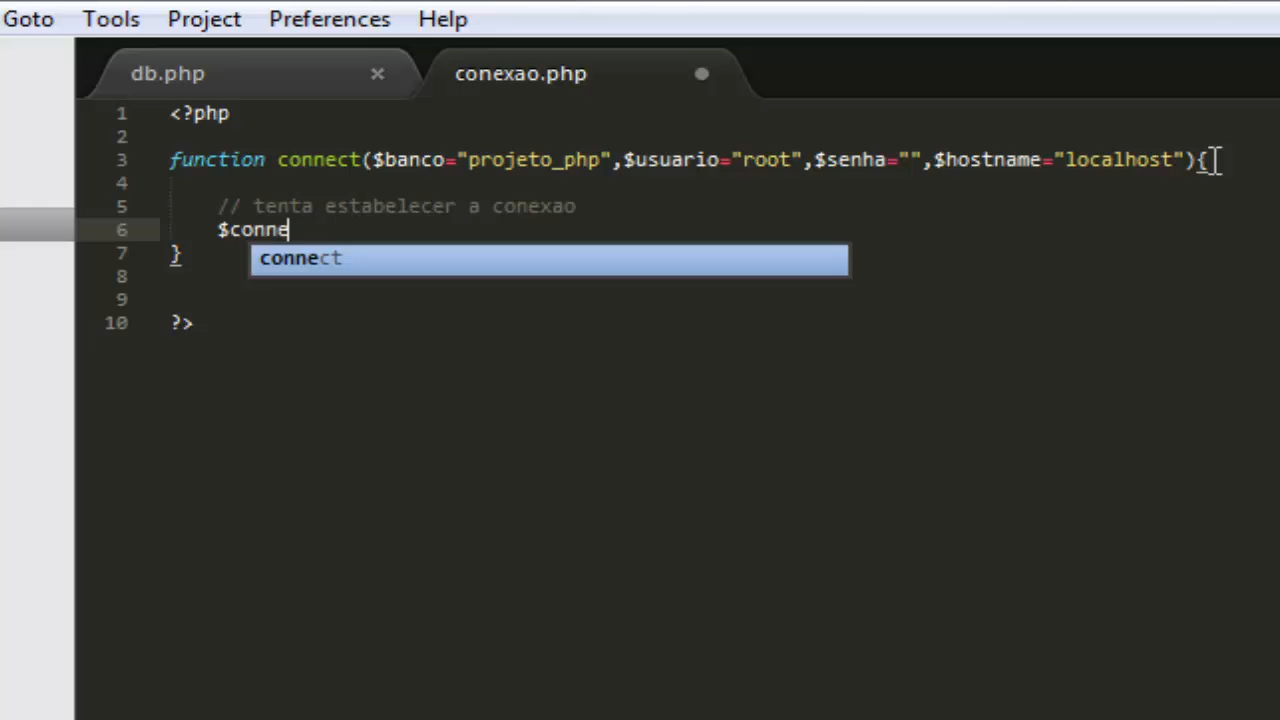 Goto Tools Project Preferences Help
db.php × conexao.php
1 <?php
2
3 function connect($banco="projeto_php",$usuario="root",$senha="",$hostname="localhost"){
4
5 // tenta estabelecer a conexao
6 $conne
7 }
connect
8
9
10 ?>